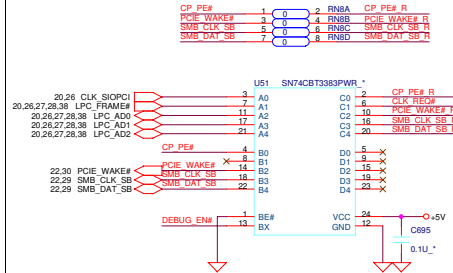 CP_PE# 1 0 2 RN8A CP_PE#_R
PCIE_WAKE# 3 0 4 RN8B PCIE_WAKE#_R
SMB_CLK_SB 5 0 6 RN8C SMB_CLK_SB_R
SMB_DAT_SB 7 0 8 RN8D SMB_DAT_SB_R
U51 SN74CBT3383PWR_*
20,26 CLK_SIOPCI 3 A0 C0 2 CP_PE#_R
20,26,27,28,38 LPC_FRAME# 7 A1 C1 6 CLK_REQ#
20,26,27,28,38 LPC_AD0 11 A2 C2 10 PCIE_WAKE#_R
20,26,27,28,38 LPC_AD1 17 A3 C3 16 SMB_CLK_SB_R
20,26,27,28,38 LPC_AD2 21 A4 C4 20 SMB_DAT_SB_R
CP_PE# 4 B0 D0 5
8 B1 D1 9
22,30 PCIE_WAKE# PCIE_WAKE# 14 B2 D2 15
22,29 SMB_CLK_SB SMB_CLK_SB 18 B3 D3 19
22,29 SMB_DAT_SB SMB_DAT_SB 22 B4 D4 23
1 BE# VCC 24 +5V
DEBUG_EN# 13 BX GND 12
C695
0.1U_*